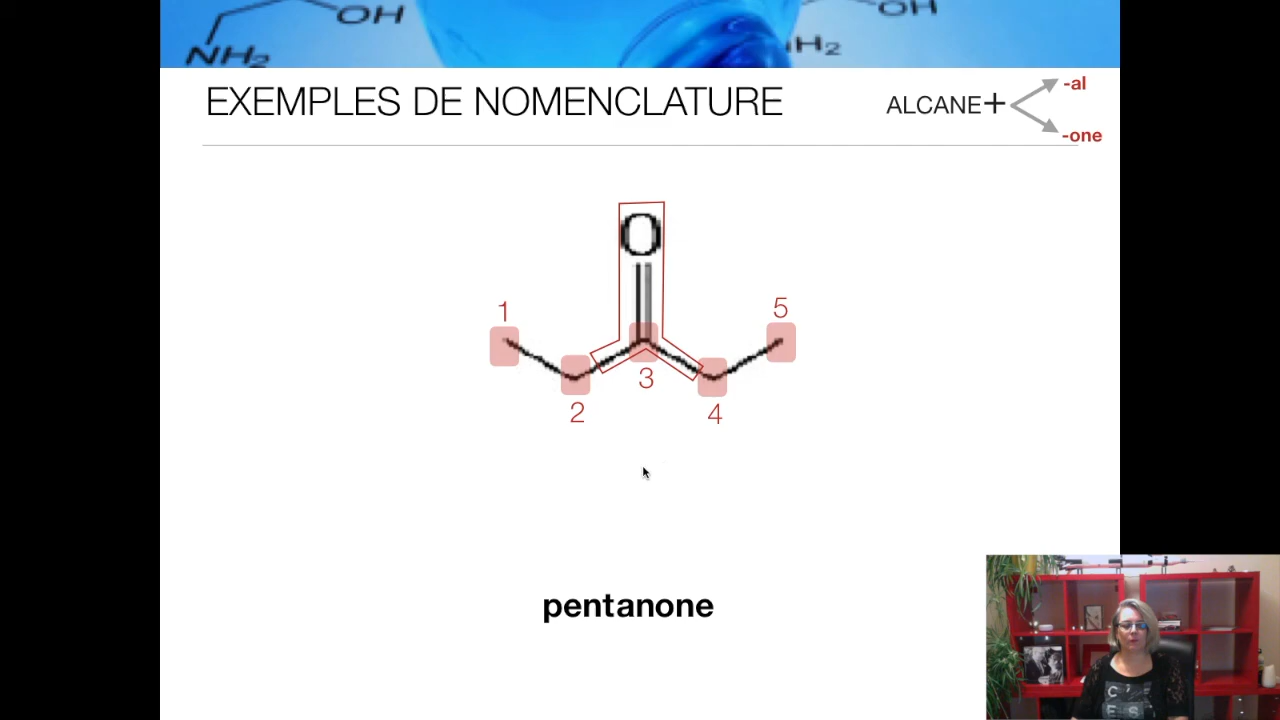 OH
OH
NH₂
H₂
EXEMPLES DE NOMENCLATURE
ALCANE+
-al
-one
O
1
5
3
2
4
pentanone
C
E S